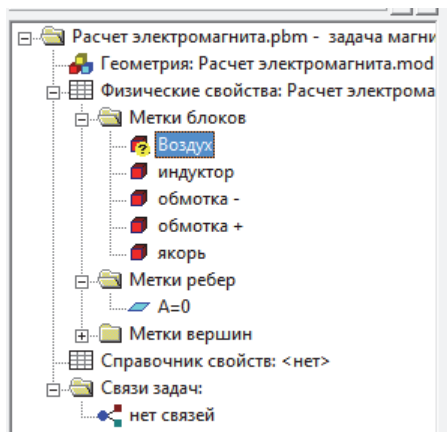 Расчет электромагнита.pbm - задача магни
Геометрия: Расчет электромагнита.mod
Физические свойства: Расчет электрома
Метки блоков
Воздух
индуктор
обмотка -
обмотка +
якорь
Метки ребер
A=0
Метки вершин
Справочник свойств: <нет>
Связи задач:
нет связей